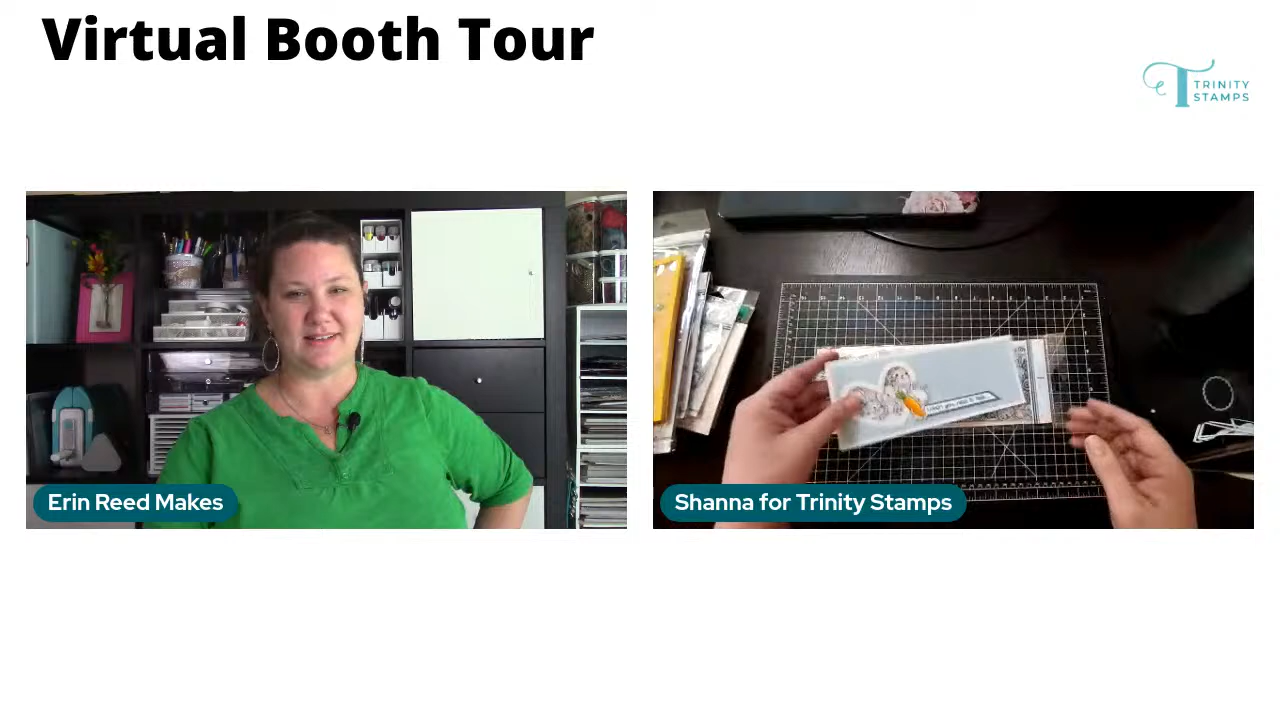 Virtual Booth Tour
TRINITY
STAMPS
Erin Reed Makes
Shanna for Trinity Stamps